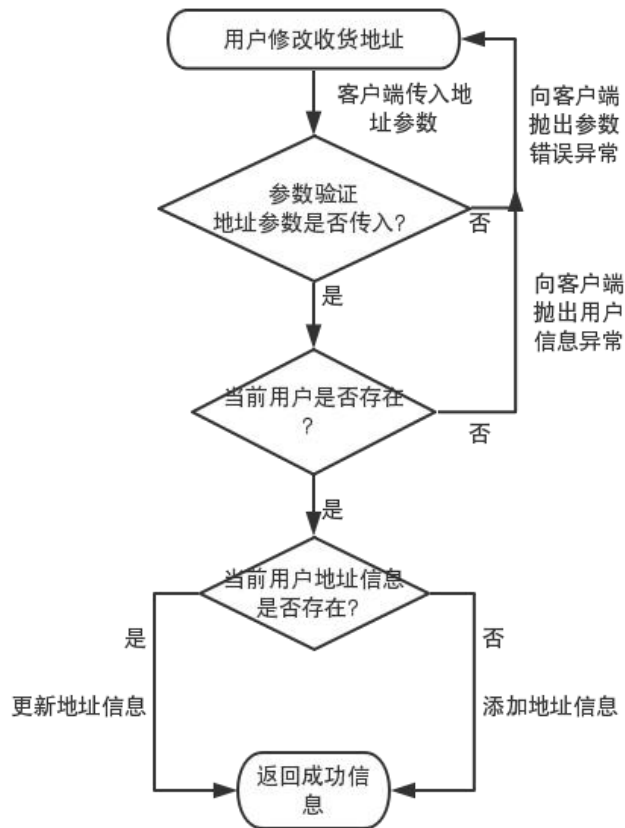 用户修改收货地址
客户端传入地
址参数
向客户端
抛出参数
错误异常
参数验证
地址参数是否传入?
否
是
向客户端
抛出用户
信息异常
当前用户是否存在
?
否
是
当前用户地址信息
是否存在?
是
否
更新地址信息
添加地址信息
返回成功信
息